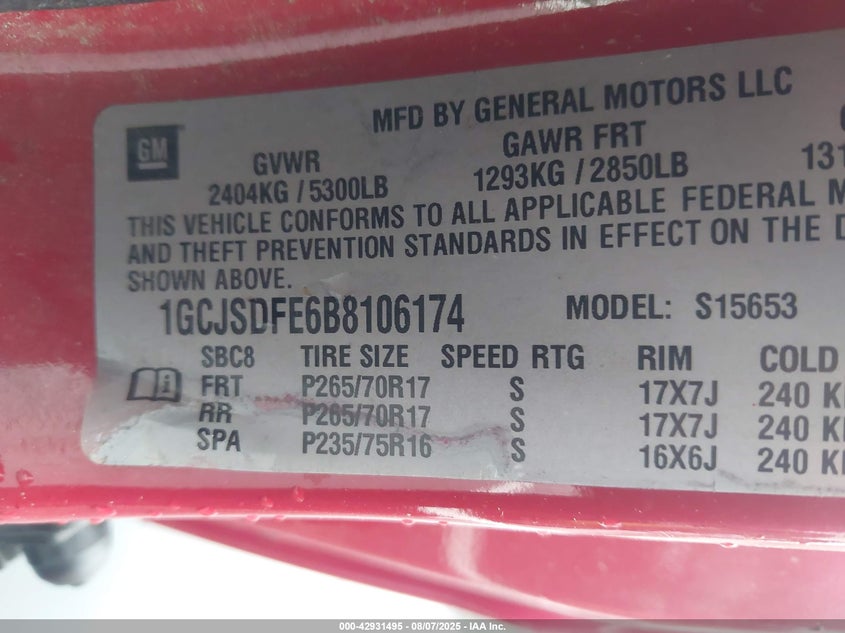 MFD BY GENERAL MOTORS LLC
GM
GVWR
GAWR FRT
2404KG / 5300LB
1293KG / 2850LB
131
THIS VEHICLE CONFORMS TO ALL APPLICABLE FEDERAL M
AND THEFT PREVENTION STANDARDS IN EFFECT ON THE D
SHOWN ABOVE.
1GCJSDFE6B8106174
MODEL: S15653
SBC8 TIRE SIZE SPEED RTG RIM COLD
FRT P265/70R17 S 17X7J 240 K
RR P265/70R17 S 17X7J 240 K
SPA P235/75R16 S 16X6J 240 K
000-42931495 - 08/07/2025 - IAA Inc.